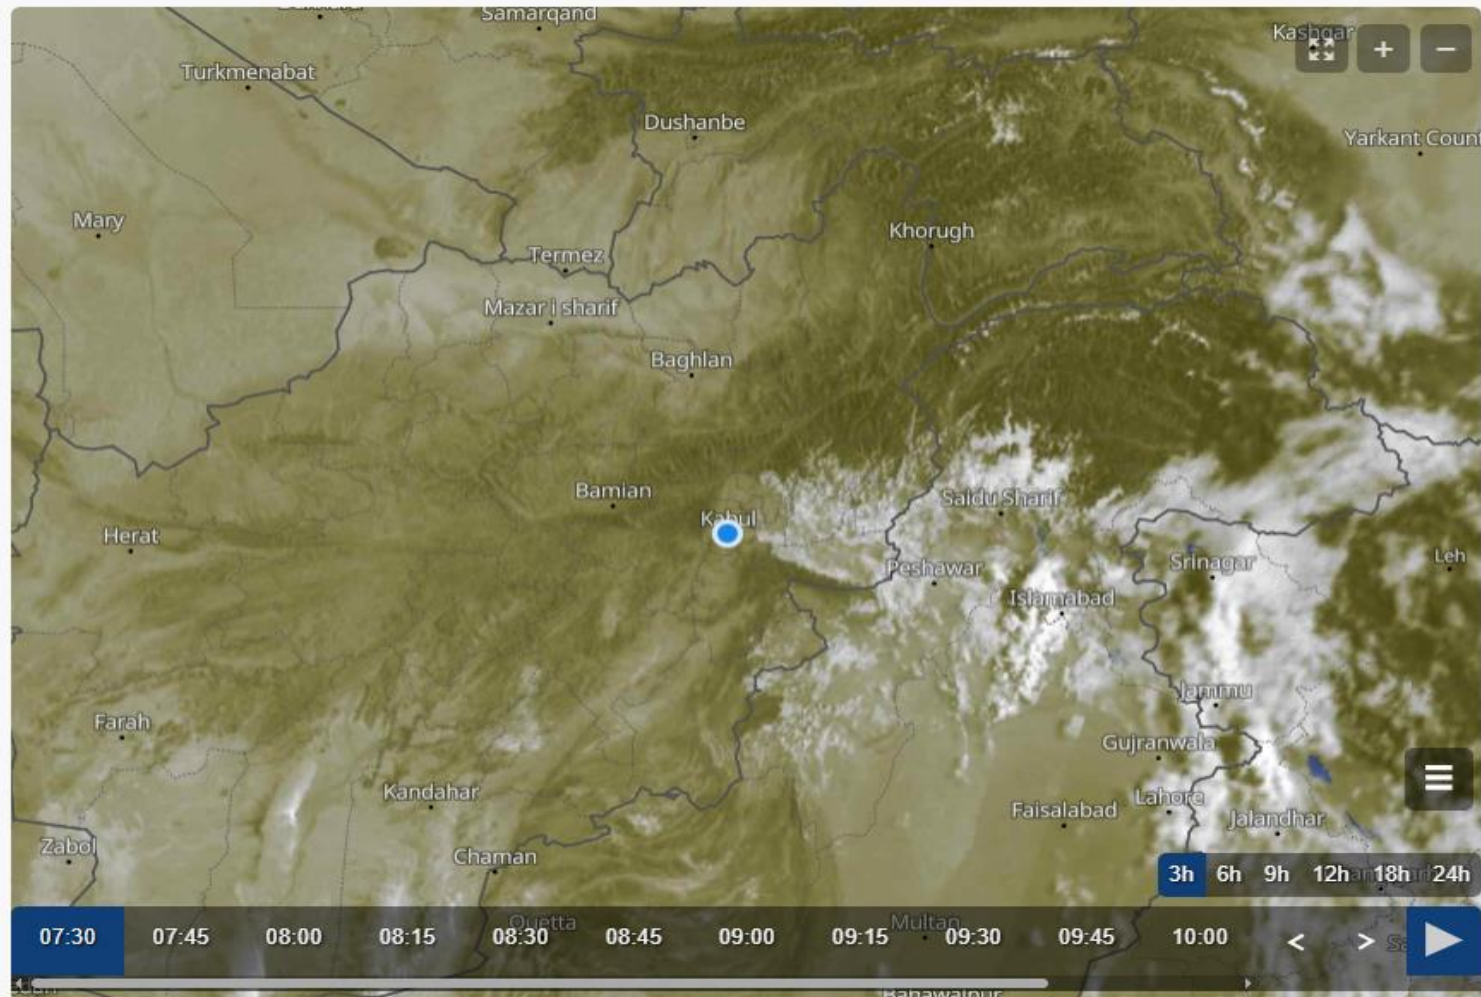 Samarqand
Kashgar
Turkmenabat
Dushanbe
Yarkant Coun
Mary
Khorugh
Termez
Mazar i sharif
Baghlan
Bamian
Saidu Sharif
Kabul
Herat
Leh
Peshawar
Srinagar
Islamabad
Jammu
Farah
Gujranwala
Kandahar
Lahore
Faisalabad
Jalandhar
Zabol
Chaman
3h 6h 9h 12h 18h 24h
Quetta
Multan
07:30 07:45 08:00 08:15 08:30 08:45 09:00 09:15 09:30 09:45 10:00 < >
Bahawalpur